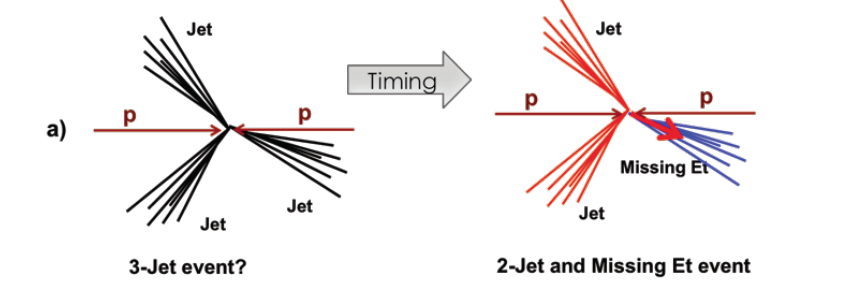 Jet
Jet
Timing
p
p
p
p
a)
Missing Et
Jet
Jet
Jet
3-Jet event?
2-Jet and Missing Et event